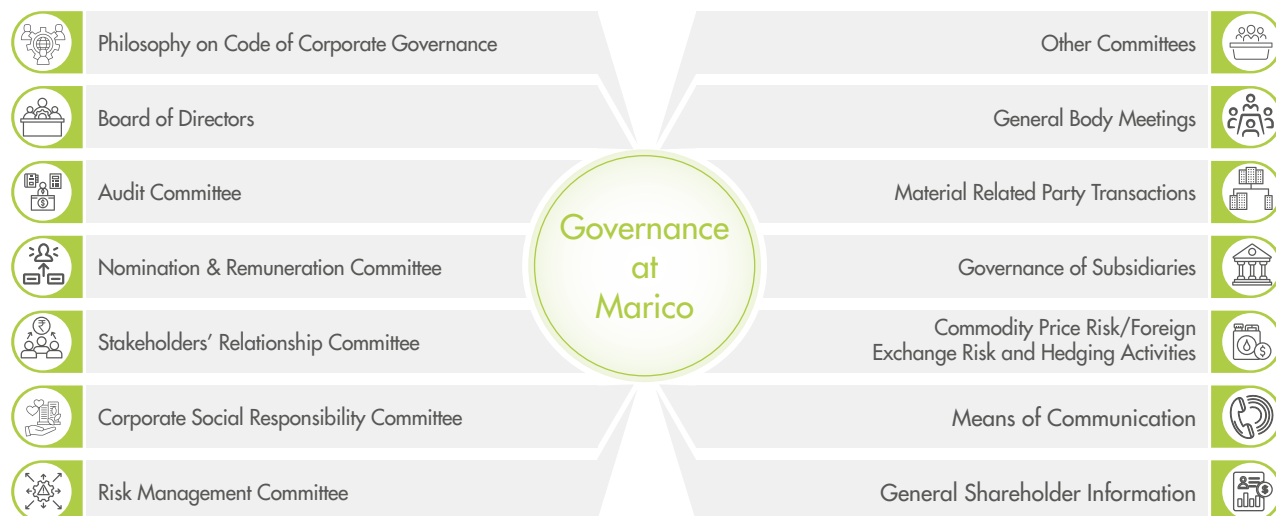 Philosophy on Code of Corporate Governance
Board of Directors
Audit Committee
Nomination & Remuneration Committee
Stakeholders' Relationship Committee
Corporate Social Responsibility Committee
Risk Management Committee
Governance
at
Marico
Other Committees
General Body Meetings
Material Related Party Transactions
Governance of Subsidiaries
Commodity Price Risk/Foreign
Exchange Risk and Hedging Activities
Means of Communication
General Shareholder Information